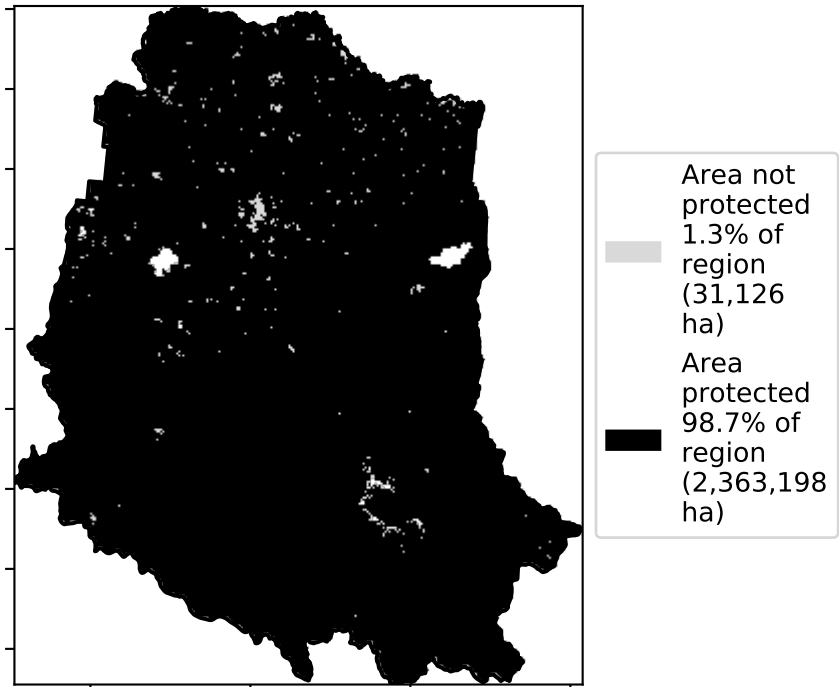 Area not
protected
1.3% of
region
(31,126
ha)
Area
protected
98.7% of
region
(2,363,198
ha)